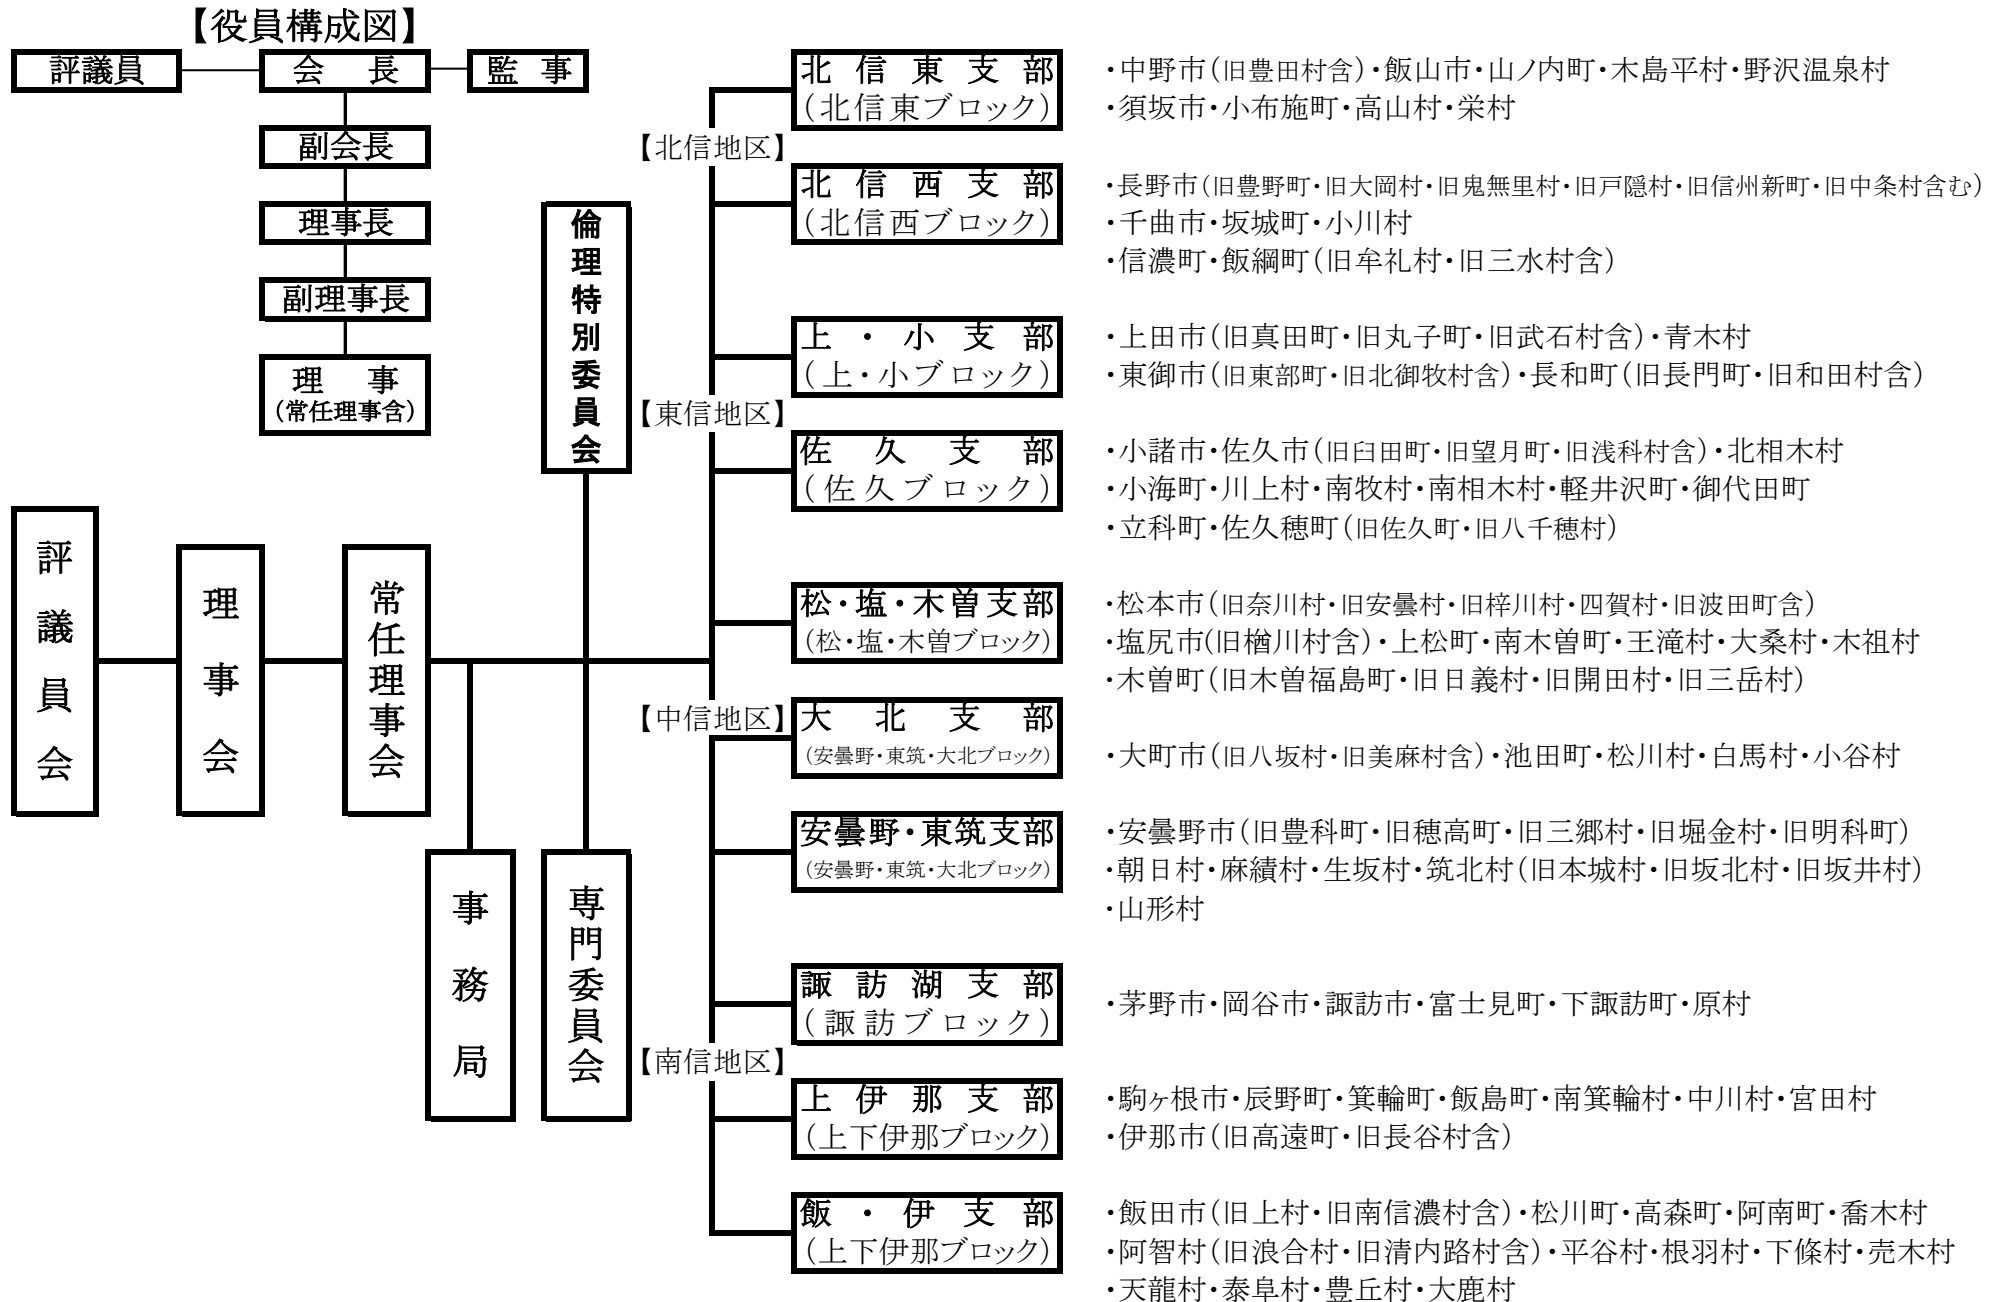 【役員構成図】
評議員
会 長
監 事
副会長
理事長
副理事長
理 事
(常任理事含)
評議員会
理事会
常任理事会
事務局
倫理特別委員会
専門委員会
【北信地区】
【東信地区】
【中信地区】
【南信地区】
北信東支部
(北信東ブロック)
・中野市(旧豊田村含)・飯山市・山ノ内町・木島平村・野沢温泉村
・須坂市・小布施町・高山村・栄村
北信西支部
(北信西ブロック)
・長野市(旧豊野町・旧大岡村・旧鬼無里村・旧戸隠村・旧信州新町・旧中条村含む)
・千曲市・坂城町・小川村
・信濃町・飯綱町(旧牟礼村・旧三水村含)
上・小支部
(上・小ブロック)
・上田市(旧真田町・旧丸子町・旧武石村含)・青木村
・東御市(旧東部町・旧北御牧村含)・長和町(旧長門町・旧和田村含)
佐久支部
(佐久ブロック)
・小諸市・佐久市(旧臼田町・旧望月町・旧浅科村含)・北相木村
・小海町・川上村・南牧村・南相木村・軽井沢町・御代田町
・立科町・佐久穂町(旧佐久町・旧八千穂村)
松・塩・木曽支部
(松・塩・木曽ブロック)
・松本市(旧奈川村・旧安曇村・旧梓川村・四賀村・旧波田町含)
・塩尻市(旧楢川村含)・上松町・南木曽町・王滝村・大桑村・木祖村
・木曽町(旧木曽福島町・旧日義村・旧開田村・旧三岳村)
大北支部
(安曇野・東筑・大北ブロック)
・大町市(旧八坂村・旧美麻村含)・池田町・松川村・白馬村・小谷村
安曇野・東筑支部
(安曇野・東筑・大北ブロック)
・安曇野市(旧豊科町・旧穂高町・旧三郷村・旧堀金村・旧明科町)
・朝日村・麻績村・生坂村・筑北村(旧本城村・旧坂北村・旧坂井村)
・山形村
諏訪湖支部
(諏訪ブロック)
・茅野市・岡谷市・諏訪市・富士見町・下諏訪町・原村
上伊那支部
(上下伊那ブロック)
・駒ヶ根市・辰野町・箕輪町・飯島町・南箕輪村・中川村・宮田村
・伊那市(旧高遠町・旧長谷村含)
飯・伊支部
(上下伊那ブロック)
・飯田市(旧上村・旧南信濃村含)・松川町・高森町・阿南町・喬木村
・阿智村(旧浪合村・旧清内路村含)・平谷村・根羽村・下條村・売木村
・天龍村・泰阜村・豊丘村・大鹿村